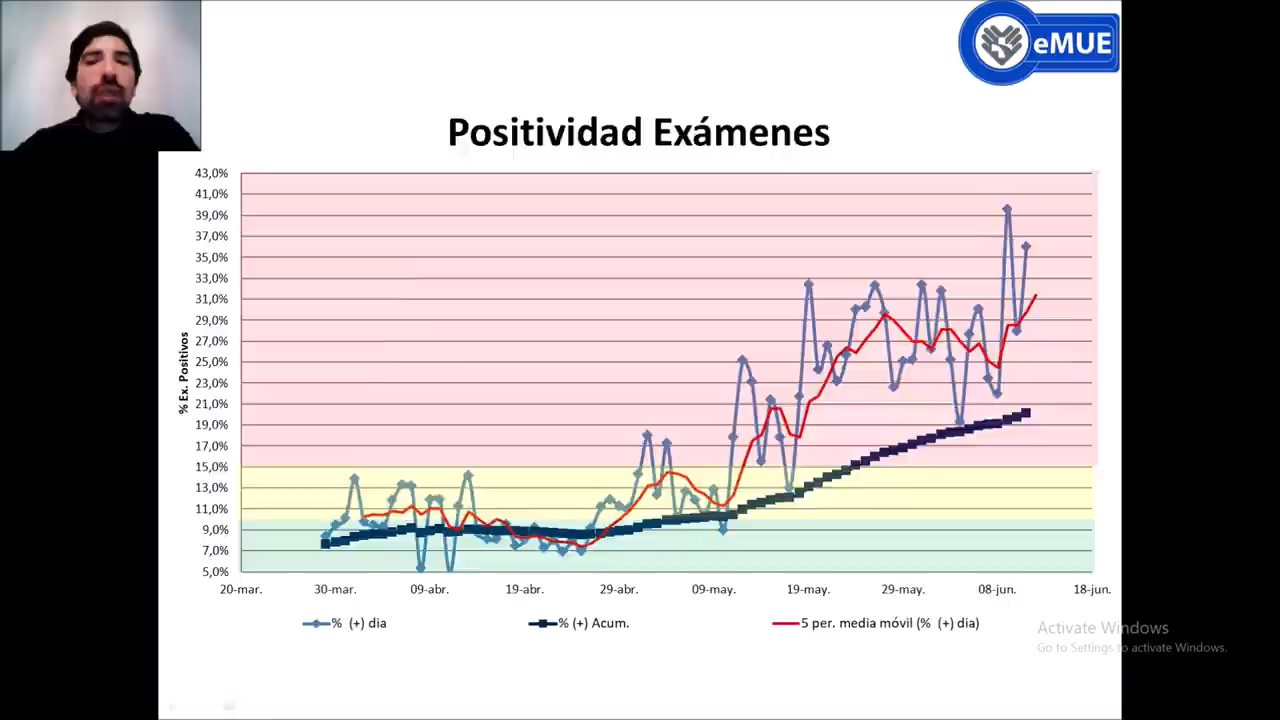 eMUE
Positividad Exámenes
43,0%
41,0%
39,0%
37,0%
35,0%
33,0%
31,0%
29,0%
27,0%
25,0%
23,0%
21,0%
19,0%
17,0%
15,0%
13,0%
11,0%
9,0%
7,0%
5,0%
% Ex. Positivos
20-mar. 30-mar. 09-abr. 19-abr. 29-abr. 09-may. 19-may. 29-may. 08-jun. 18-jun.
% (+) dia % (+) Acum. 5 per. media móvil (% (+) dia)
Activate Windows
Go to Settings to activate Windows.